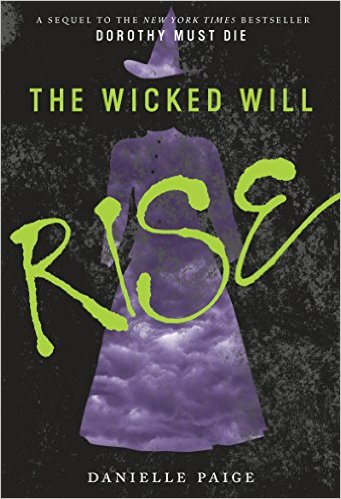 A SEQUEL TO THE NEW YORK TIMES BESTSELLER
DOROTHY MUST DIE
THE WICKED WILL
RISE
DANIELLE PAIGE